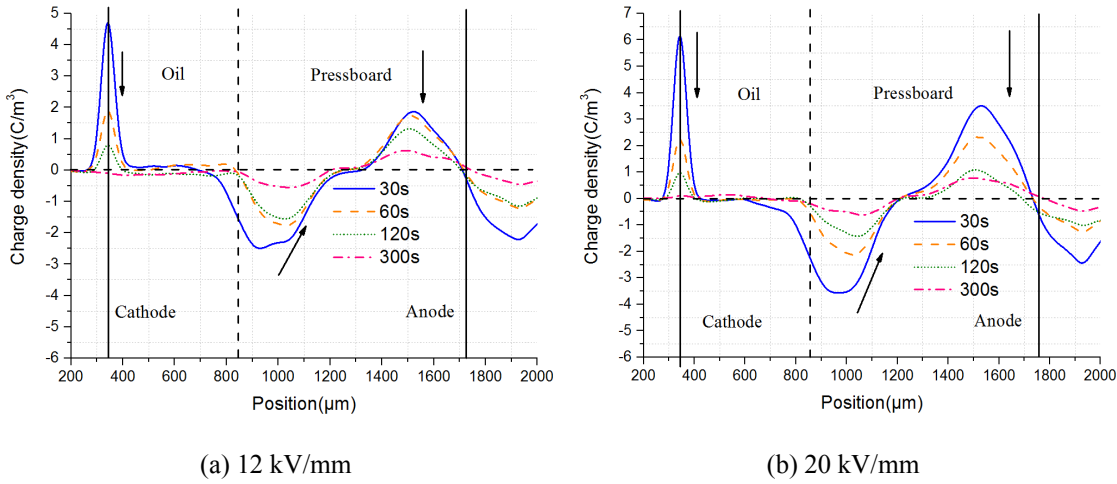 5
4
3
2
1
0
-1
-2
-3
-4
-5
-6
Charge density(C/m³)
Oil
Pressboard
30s
60s
120s
300s
Cathode
Anode
200 400 600 800 1000 1200 1400 1600 1800 2000
Position(μm)
(a) 12 kV/mm
7
6
5
4
3
2
1
0
-1
-2
-3
-4
-5
-6
Charge density(C/m³)
Oil
Pressboard
30s
60s
120s
300s
Cathode
Anode
200 400 600 800 1000 1200 1400 1600 1800 2000
Position(μm)
(b) 20 kV/mm